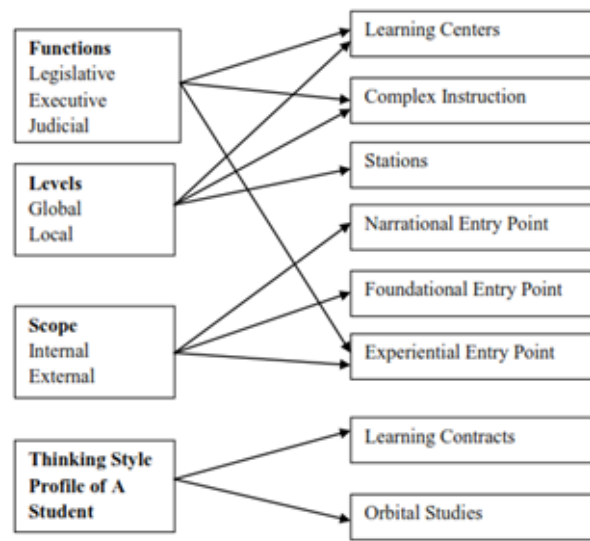 Functions
Legislative
Executive
Judicial
Levels
Global
Local
Scope
Internal
External
Thinking Style
Profile of A
Student
Learning Centers
Complex Instruction
Stations
Narrational Entry Point
Foundational Entry Point
Experiential Entry Point
Learning Contracts
Orbital Studies